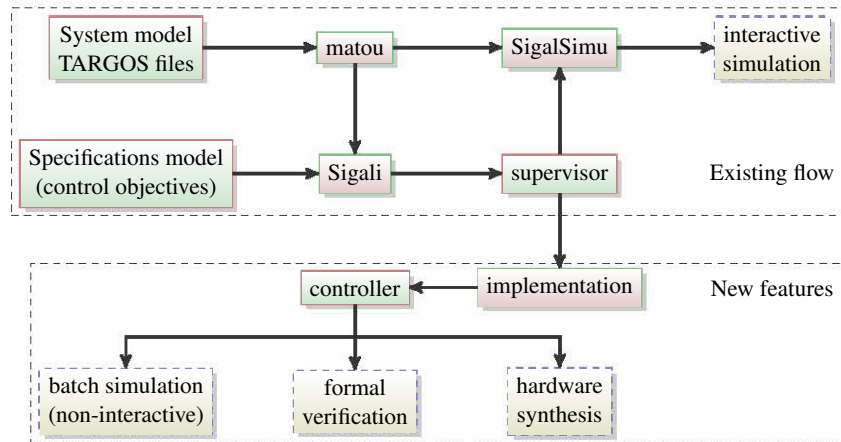 System model
TARGOS files
matou
SigalSimu
interactive
simulation
Specifications model
(control objectives)
Sigali
supervisor
Existing flow
controller
implementation
New features
batch simulation
(non-interactive)
formal
verification
hardware
synthesis